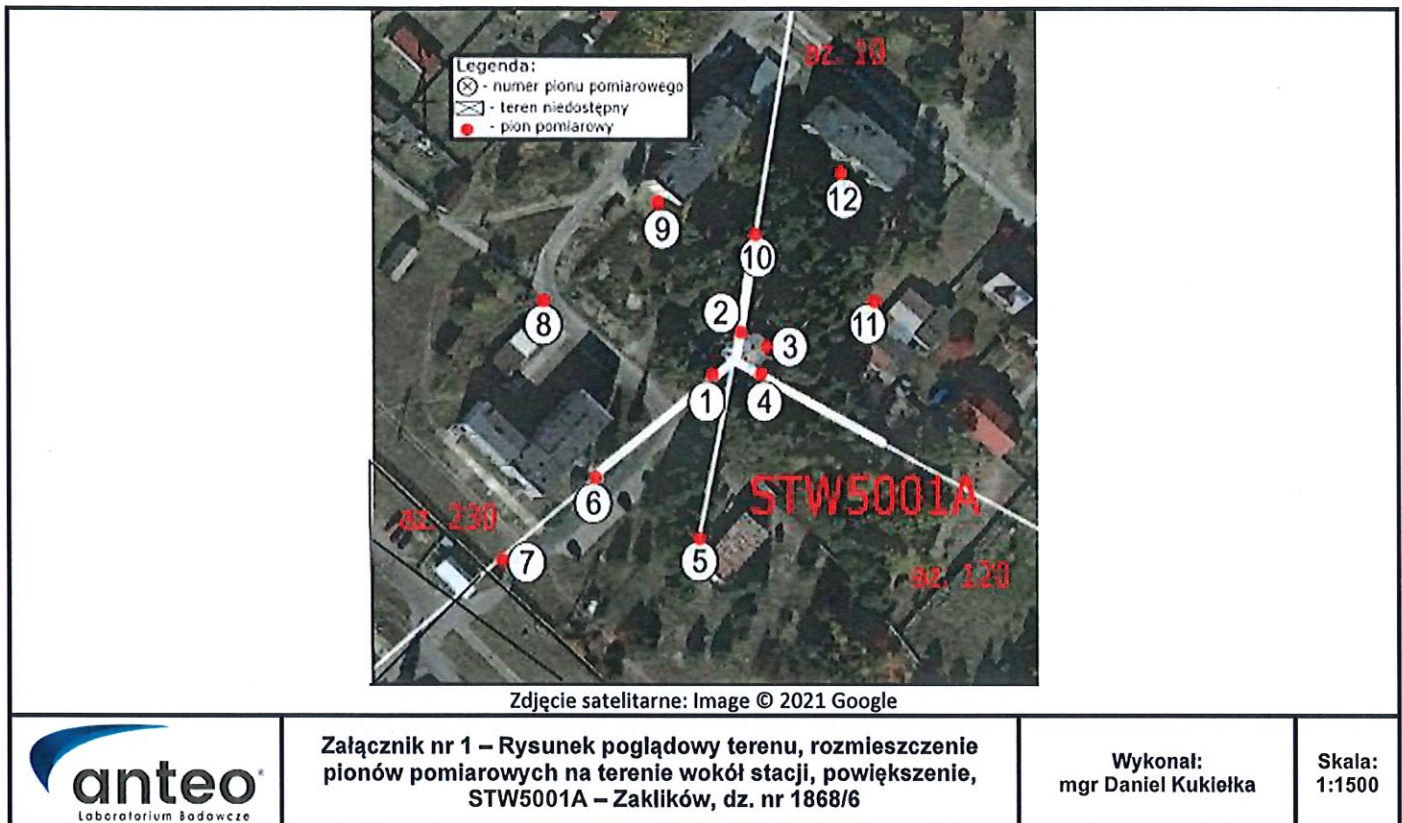 az. 10
Legenda:
- numer pionu pomiarowego
- teren niedostępny
- pion pomiarowy
12
9
10
8
2
11
3
1
4
STW5001A
6
az. 230
5
7
az. 120
Zdjęcie satelitarne: Image © 2021 Google
anteo
Laboratorium Badawcze
Załącznik nr 1 – Rysunek poglądowy terenu, rozmieszczenie
pionów pomiarowych na terenie wokół stacji, powiększenie,
STW5001A – Zaklików, dz. nr 1868/6
Wykonał:
mgr Daniel Kukiełka
Skala:
1:1500